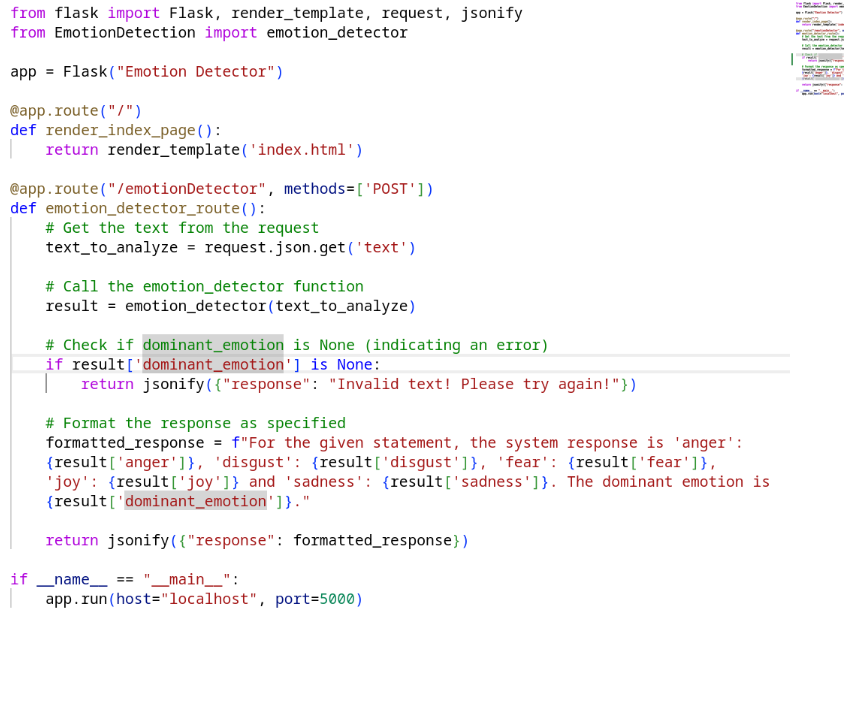 from flask import Flask, render_template, request, jsonify
from EmotionDetection import emotion_detector

app = Flask("Emotion Detector")

@app.route("/")
def render_index_page():
    return render_template('index.html')

@app.route("/emotionDetector", methods=['POST'])
def emotion_detector_route():
    # Get the text from the request
    text_to_analyze = request.json.get('text')

    # Call the emotion_detector function
    result = emotion_detector(text_to_analyze)

    # Check if dominant_emotion is None (indicating an error)
    if result['dominant_emotion'] is None:
        return jsonify({"response": "Invalid text! Please try again!"})

    # Format the response as specified
    formatted_response = f"For the given statement, the system response is 'anger':
    {result['anger']}, 'disgust': {result['disgust']}, 'fear': {result['fear']},
    'joy': {result['joy']} and 'sadness': {result['sadness']}. The dominant emotion is
    {result['dominant_emotion']}."

    return jsonify({"response": formatted_response})

if __name__ == "__main__":
    app.run(host="localhost", port=5000)